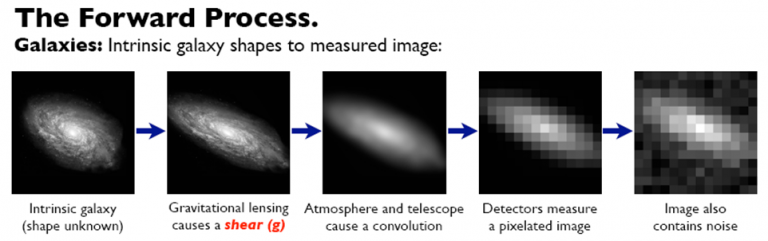 The Forward Process.
Galaxies: Intrinsic galaxy shapes to measured image:
Intrinsic galaxy
(shape unknown)
Gravitational lensing
causes a shear (g)
Atmosphere and telescope
cause a convolution
Detectors measure
a pixelated image
Image also
contains noise